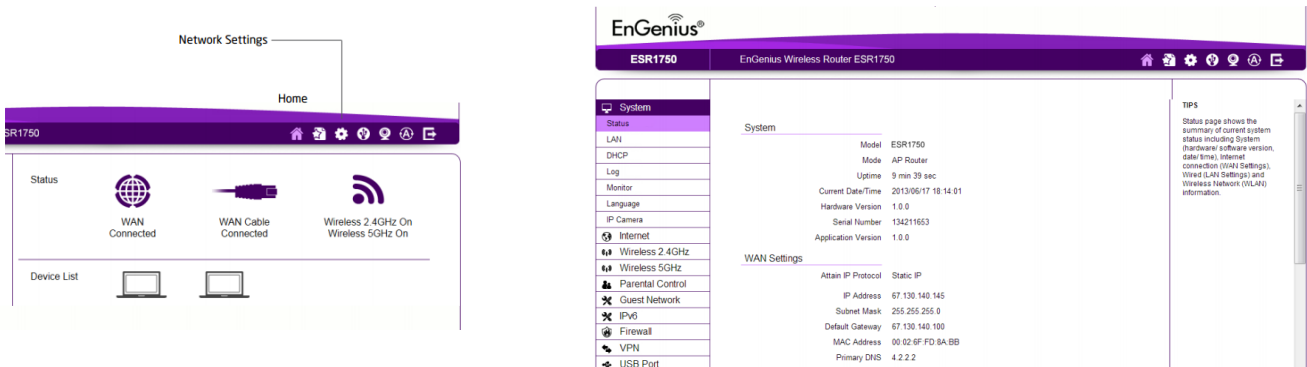 Network Settings
Home
SR1750
Status
WAN
Connected
WAN Cable
Connected
Wireless 2.4GHz On
Wireless 5GHz On
Device List
EnGenius®
ESR1750
EnGenius Wireless Router ESR1750
System
Status
LAN
DHCP
Log
Monitor
Language
IP Camera
Internet
Wireless 2.4GHz
Wireless 5GHz
Parental Control
Guest Network
IPv6
Firewall
VPN
USB Port
System
Model ESR1750
Mode AP Router
Uptime 9 min 39 sec
Current Date/Time 2013/06/17 18:14:01
Hardware Version 1.0.0
Serial Number 134211653
Application Version 1.0.0
WAN Settings
Attain IP Protocol Static IP
IP Address 67.130.140.145
Subnet Mask 255.255.255.0
Default Gateway 67.130.140.100
MAC Address 00:02:6F:FD:8A:BB
Primary DNS 4.2.2.2
TIPS
Status page shows the
summary of current system
status including System
(hardware/ software version,
date/ time), Internet
connection (WAN Settings),
Wired (LAN Settings) and
Wireless Network (WLAN)
information.